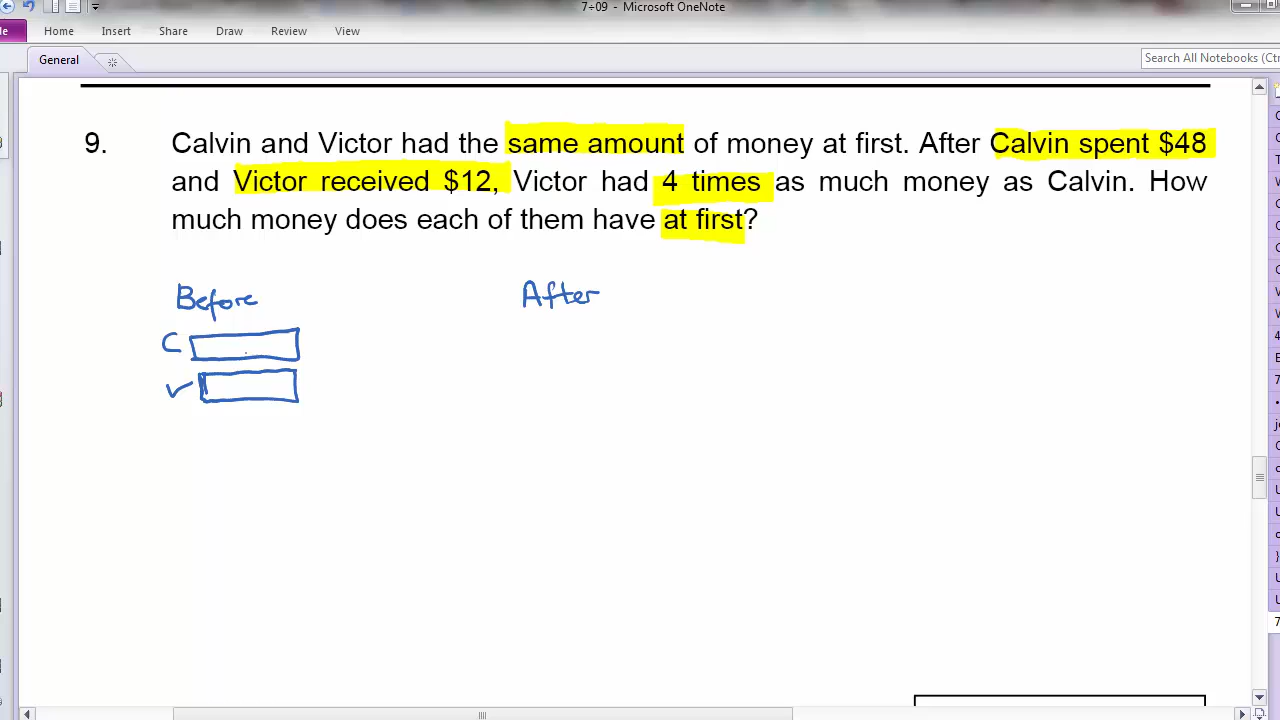 7÷09 - Microsoft OneNote
Home Insert Share Draw Review View
General
Search All Notebooks (Ctr
9. Calvin and Victor had the same amount of money at first. After Calvin spent $48
and Victor received $12, Victor had 4 times as much money as Calvin. How
much money does each of them have at first?
Before After
C
V